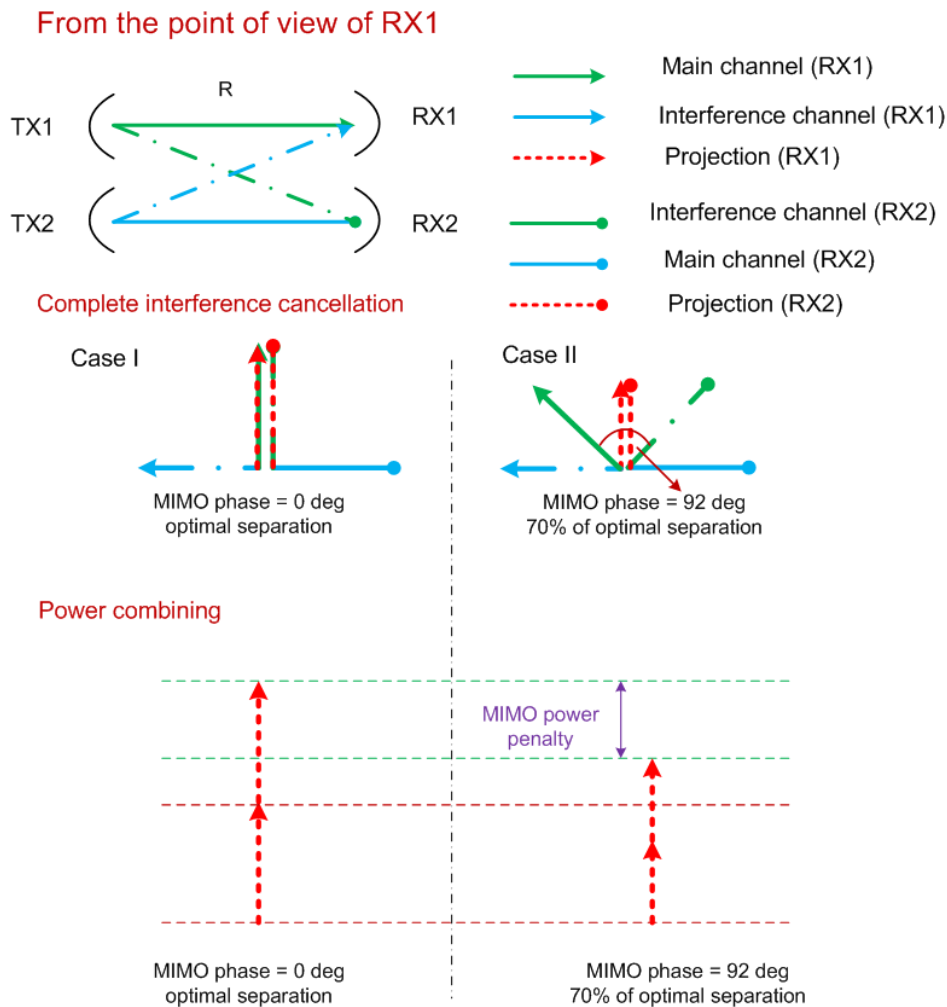 From the point of view of RX1
R
TX1
RX1
TX2
RX2
Main channel (RX1)
Interference channel (RX1)
Projection (RX1)
Interference channel (RX2)
Main channel (RX2)
Projection (RX2)
Complete interference cancellation
Case I
MIMO phase = 0 deg
optimal separation
Case II
MIMO phase = 92 deg
70% of optimal separation
Power combining
MIMO power
penalty
MIMO phase = 0 deg
optimal separation
MIMO phase = 92 deg
70% of optimal separation